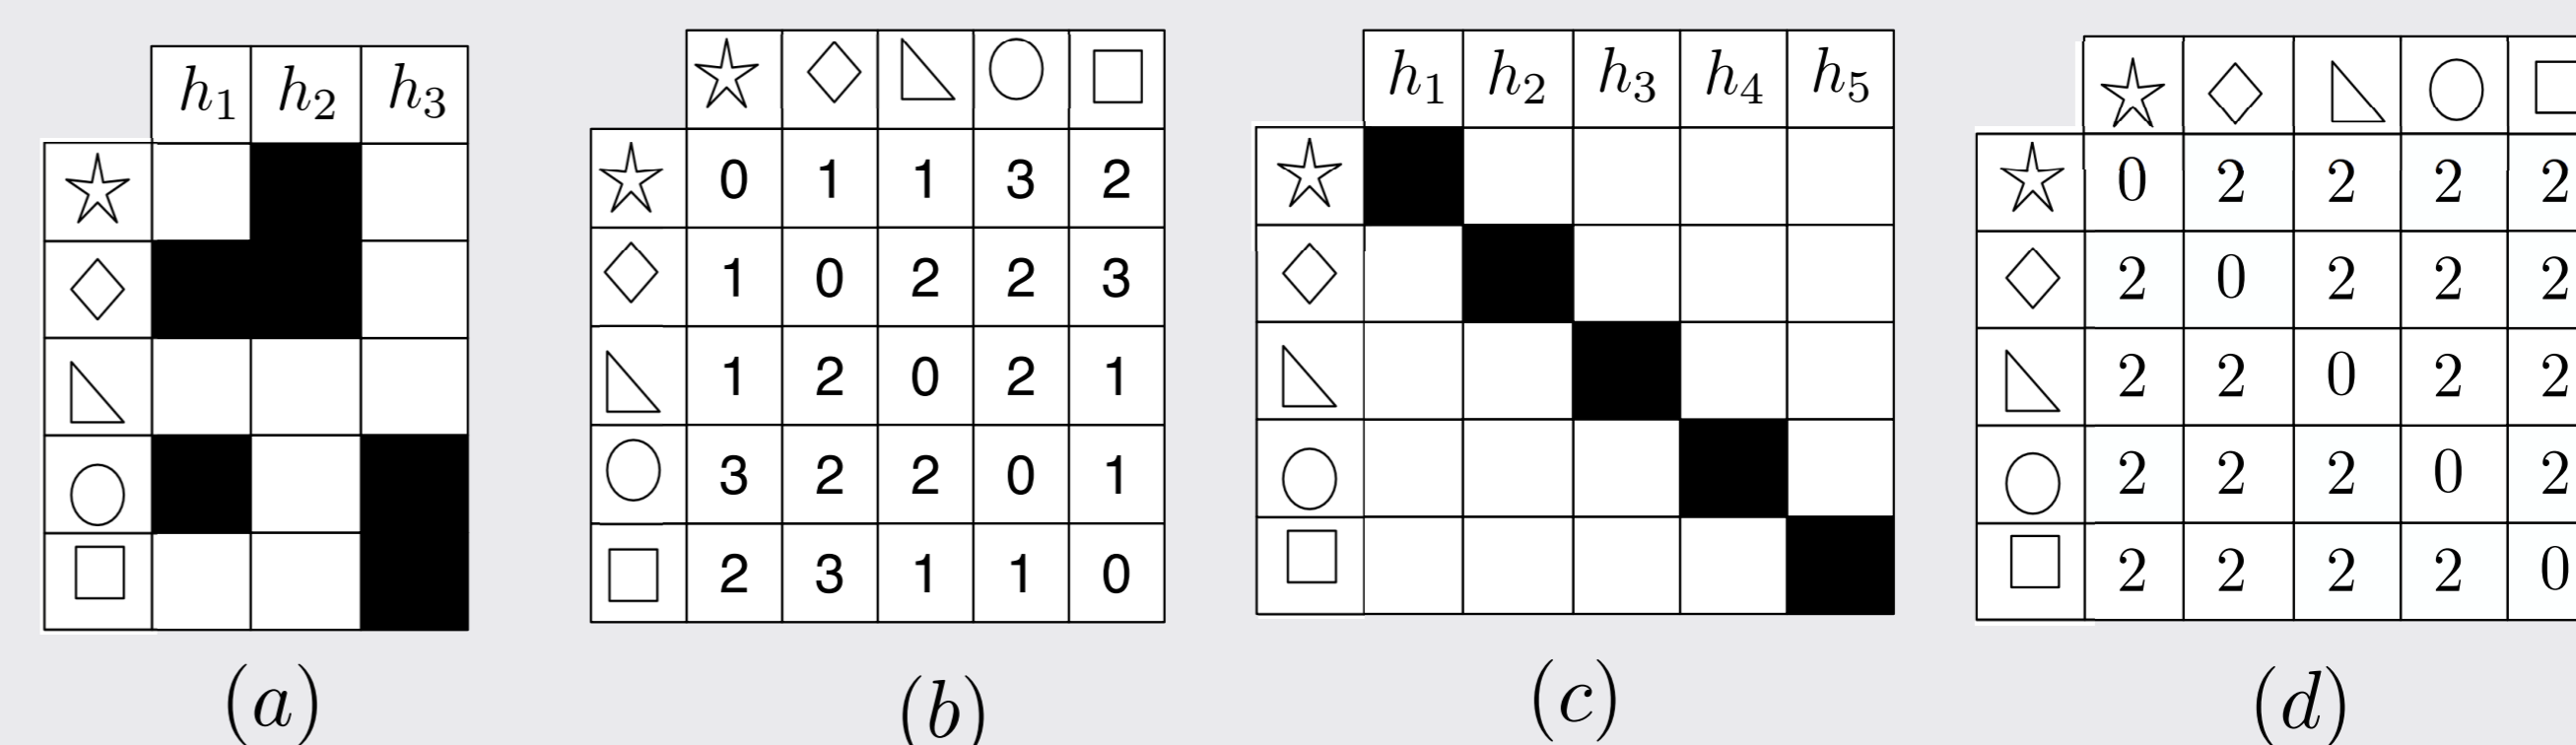 h1 h2 h3
(a)
0 1 1 3 2
1 0 2 2 3
1 2 0 2 1
3 2 2 0 1
2 3 1 1 0
(b)
h1 h2 h3 h4 h5
(c)
0 2 2 2 2
2 0 2 2 2
2 2 0 2 2
2 2 2 0 2
2 2 2 2 0
(d)